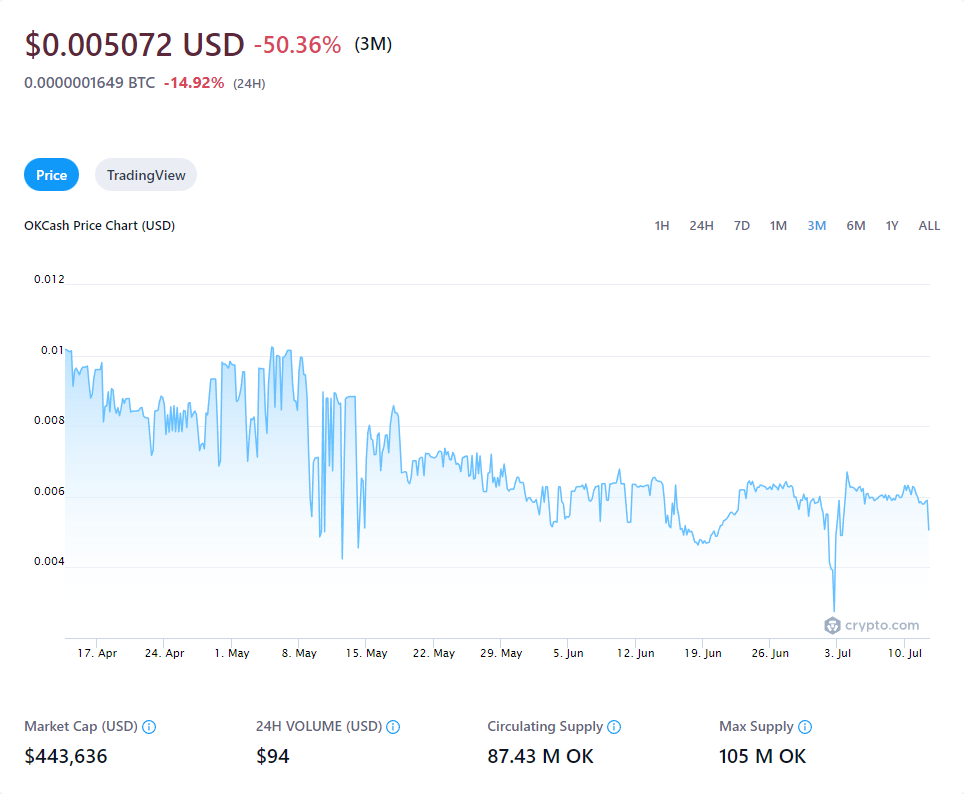 $0.005072 USD -50.36% (3M)
0.0000001649 BTC -14.92% (24H)
Price TradingView
OKCash Price Chart (USD) 1H 24H 7D 1M 3M 6M 1Y ALL
0.012
0.01
0.008
0.006
0.004
crypto.com
17. Apr 24. Apr 1. May 8. May 15. May 22. May 29. May 5. Jun 12. Jun 19. Jun 26. Jun 3. Jul 10. Jul
Market Cap (USD) 24H VOLUME (USD) Circulating Supply Max Supply
$443,636 $94 87.43 M OK 105 M OK